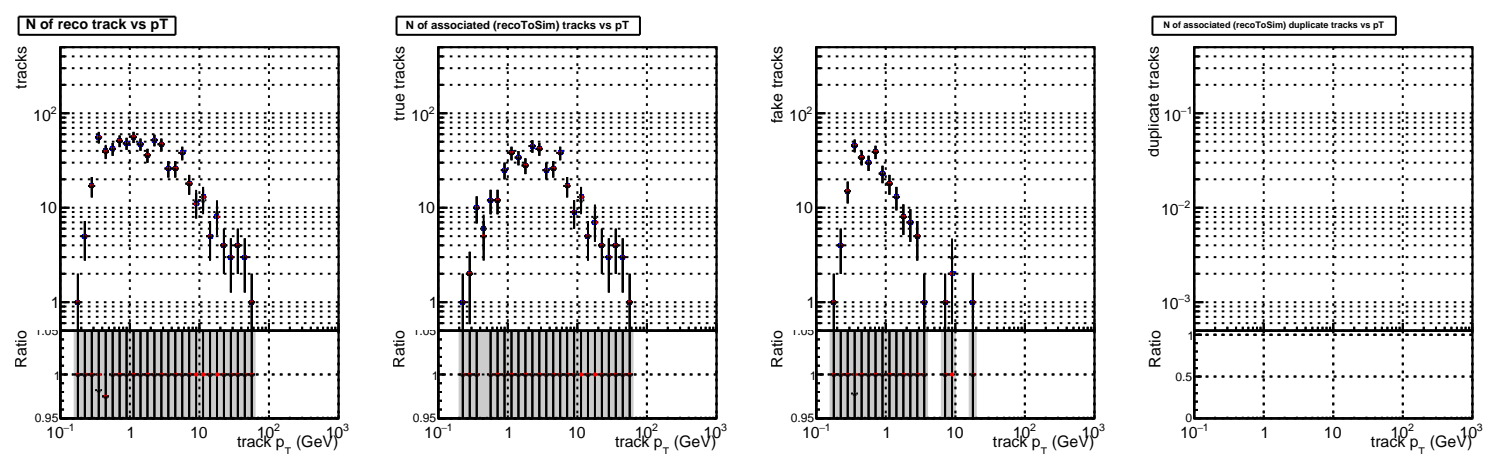 N of reco track vs pT
tracks
10²
10
1
Ratio
1.05
1
0.95
10⁻¹ 1 10 10² 10³
track p_T (GeV)
N of associated (recoToSim) tracks vs pT
true tracks
10²
10
1
Ratio
1.05
1
0.95
10⁻¹ 1 10 10² 10³
track p_T (GeV)
fake tracks
10²
10
1
Ratio
1.05
1
0.95
10⁻¹ 1 10 10² 10³
track p_T (GeV)
N of associated (recoToSim) duplicate tracks vs pT
duplicate tracks
10⁻¹
10⁻²
10⁻³
Ratio
1
0.5
0
10⁻¹ 1 10 10² 10³
track p_T (GeV)